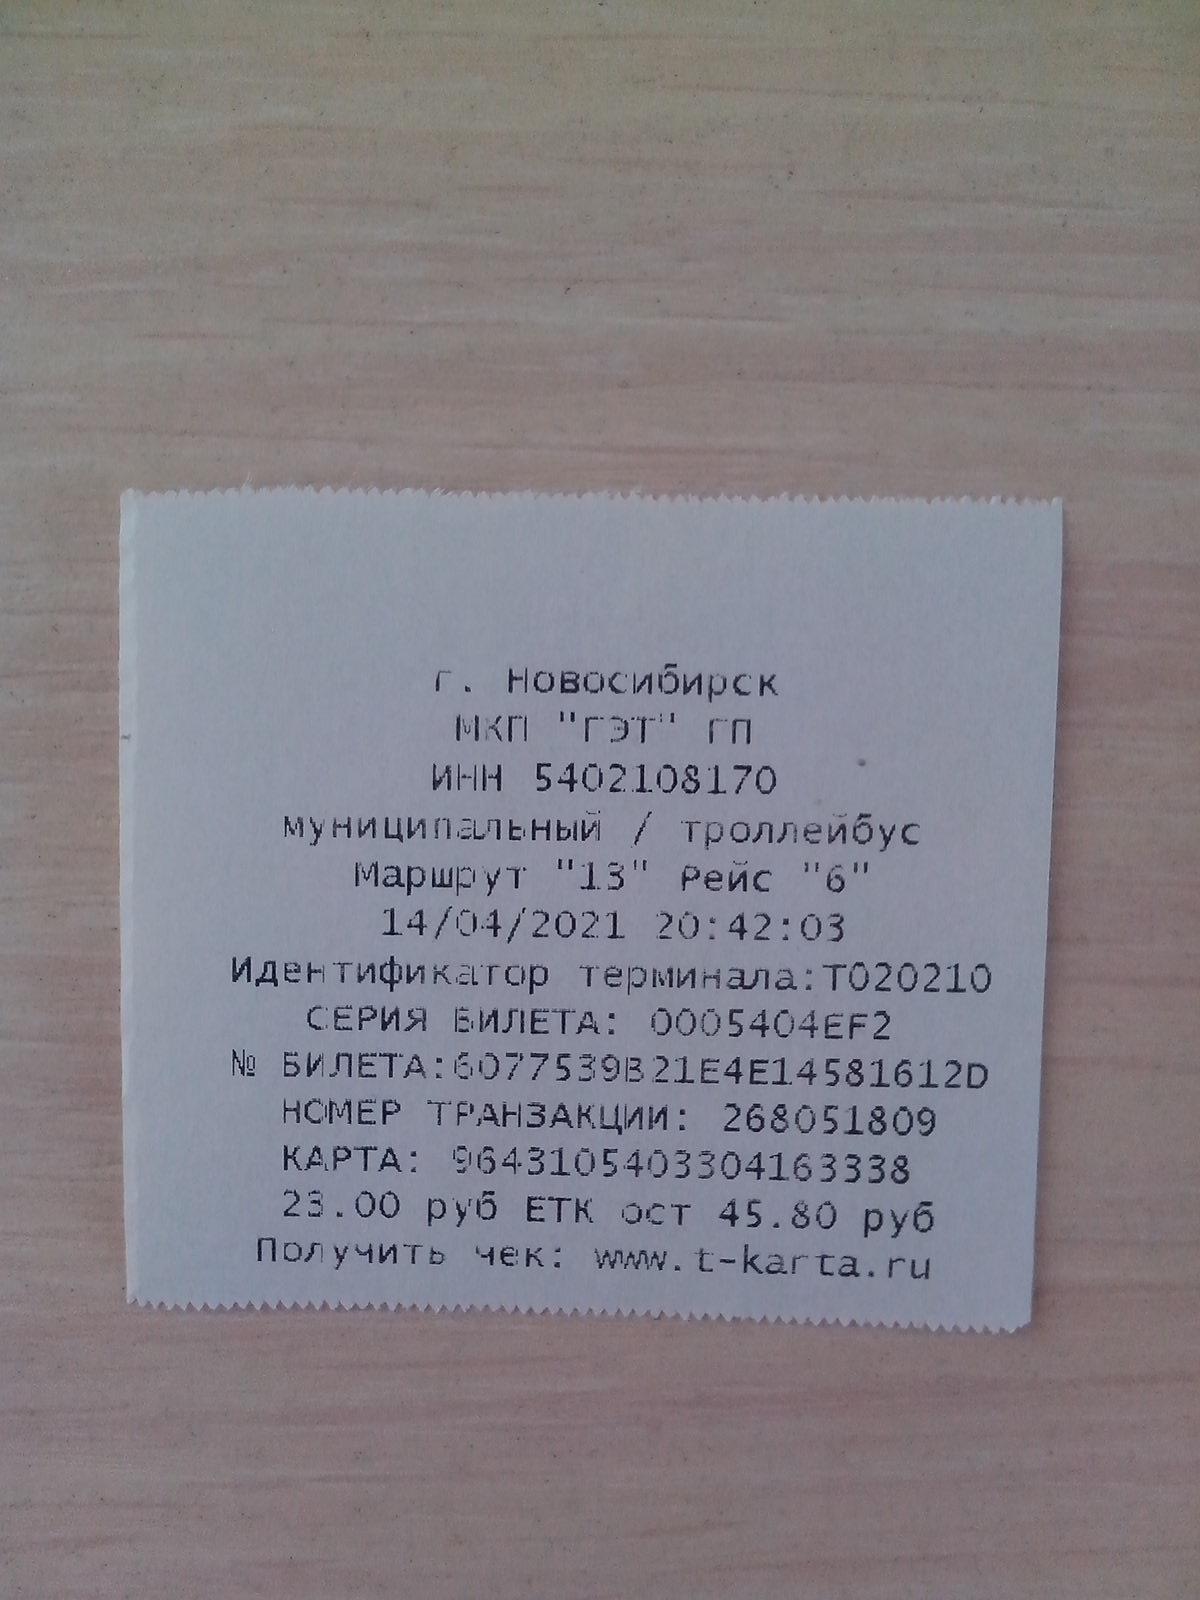 г. Новосибирск
МКП "ГЭТ" ГП
ИНН 5402108170
муниципальный / троллейбус
Маршрут "13" Рейс "6"
14/04/2021 20:42:03
Идентификатор терминала:T020210
СЕРИЯ БИЛЕТА: 0005404EF2
№ БИЛЕТА:6077539B21E4E14581612D
НОМЕР ТРАНЗАКЦИИ: 268051809
КАРТА: 9643105403304163338
23.00 руб ЕТК ост 45.80 руб
Получить чек: www.t-karta.ru